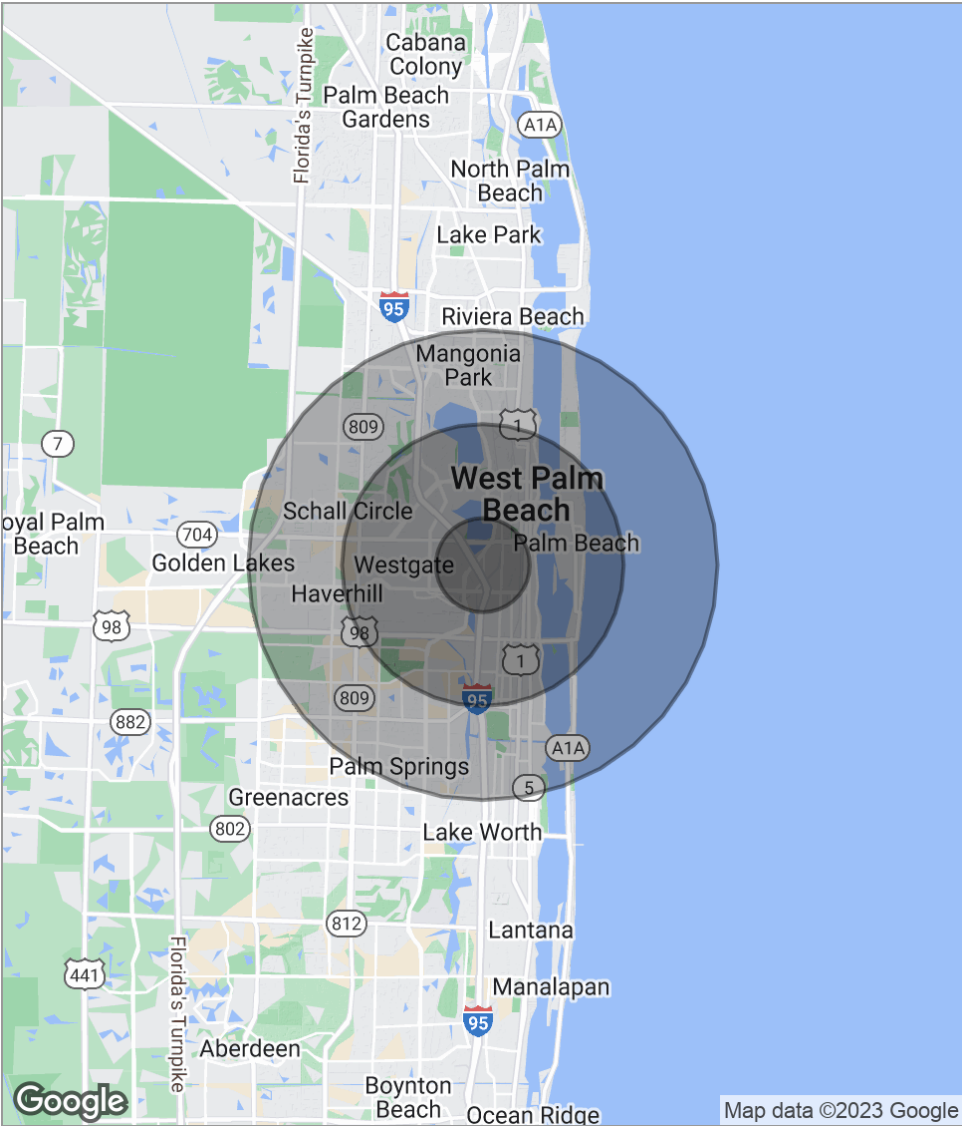 Cabana
Colony
Florida's Turnpike
Palm Beach
Gardens
A1A
North Palm
Beach
Lake Park
95
Riviera Beach
Mangonia
Park
809
1
7
West Palm
Beach
Schall Circle
oyal Palm
Beach
704
Palm Beach
Golden Lakes
Westgate
Haverhill
98
98
1
809
95
882
A1A
Palm Springs
5
Greenacres
802
Lake Worth
812
Lantana
Florida's Turnpike
441
Manalapan
95
Aberdeen
Boynton
Beach
Google
Map data ©2023 Google
Ocean Ridge